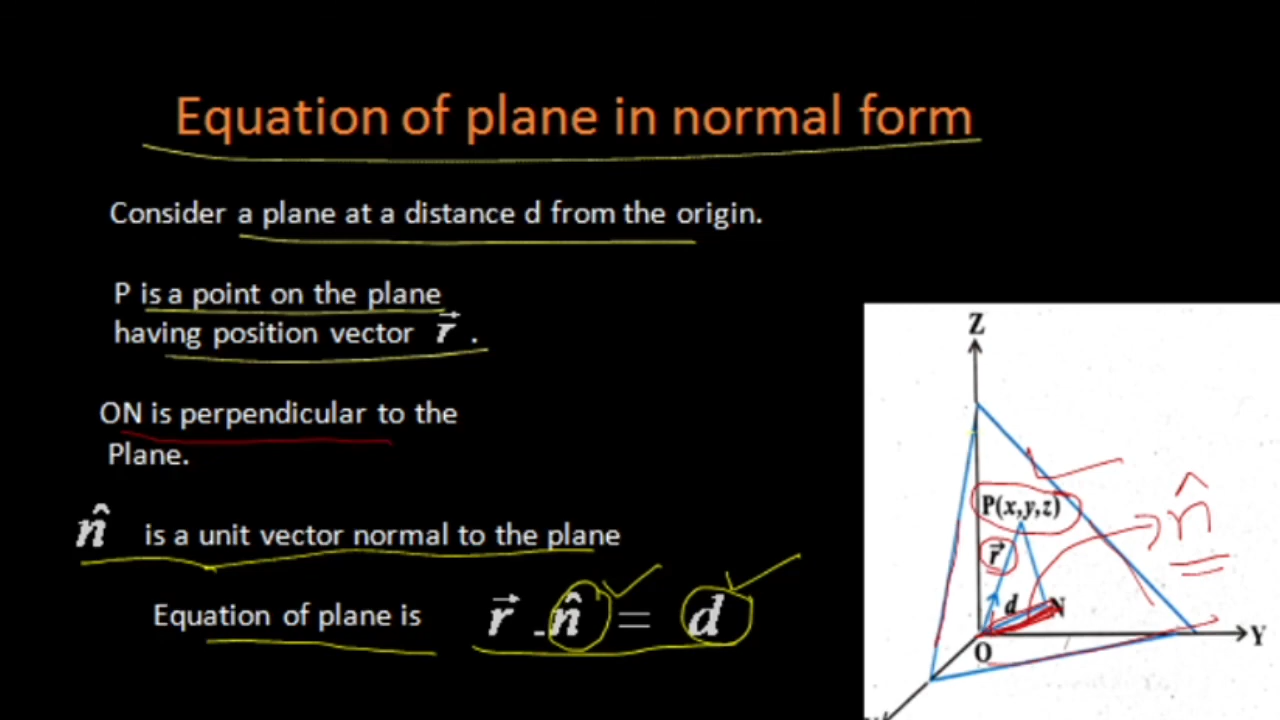 Equation of plane in normal form
Consider a plane at a distance d from the origin.
P is a point on the plane
having position vector r⃗ .
ON is perpendicular to the
Plane.
n̂ is a unit vector normal to the plane
Equation of plane is r⃗ . n̂ = d
Z
P(x,y,z)
n̂
r⃗
d
N
O
Y